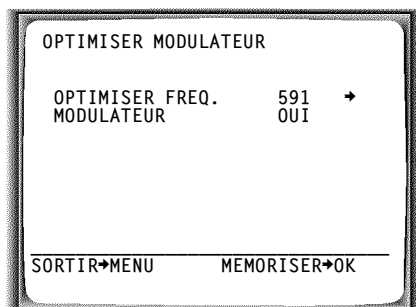 OPTIMISER MODULATEUR
OPTIMISER FREQ. 591 ➔
MODULATEUR OUI
SORTIR➔MENU MEMORISER➔OK